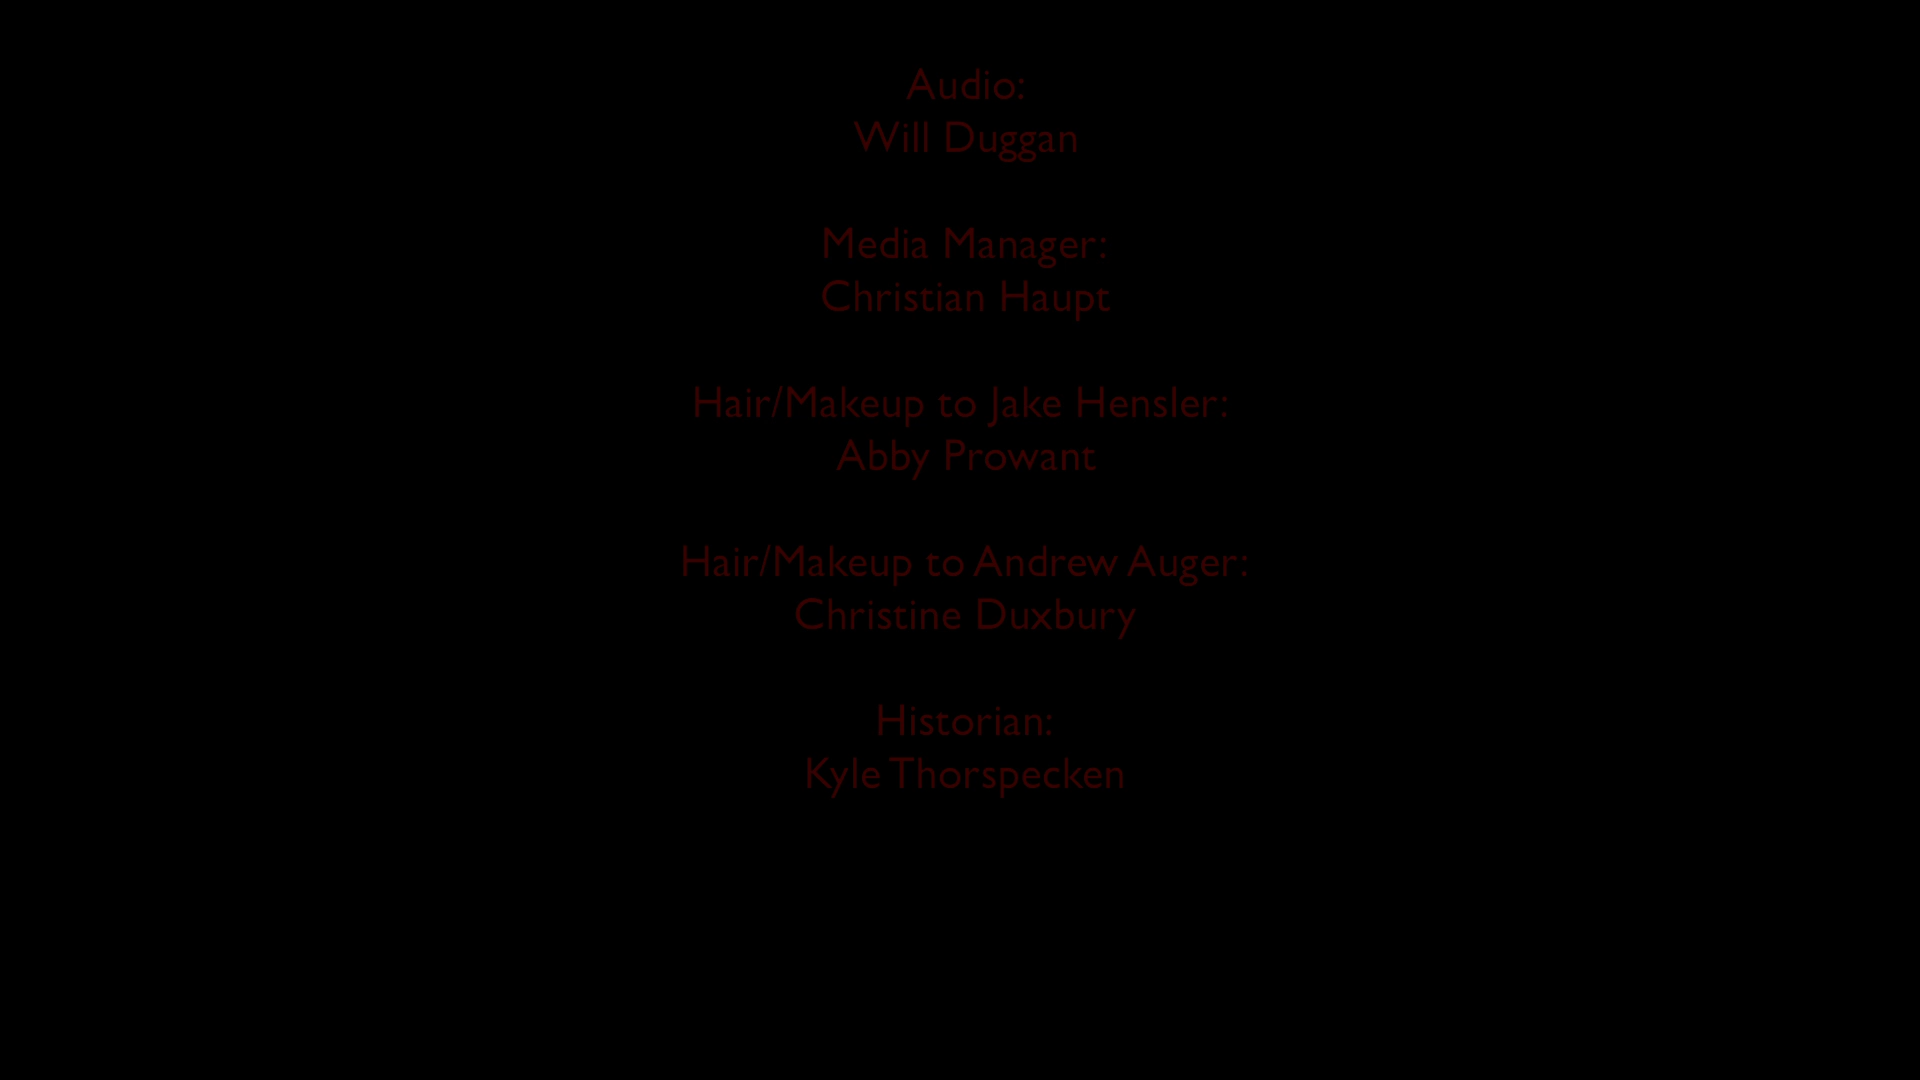 Audio:
Will Duggan
Media Manager:
Christian Haupt
Hair/Makeup to Jake Hensler:
Abby Prowant
Hair/Makeup to Andrew Auger:
Christine Duxbury
Historian:
Kyle Thorspecken